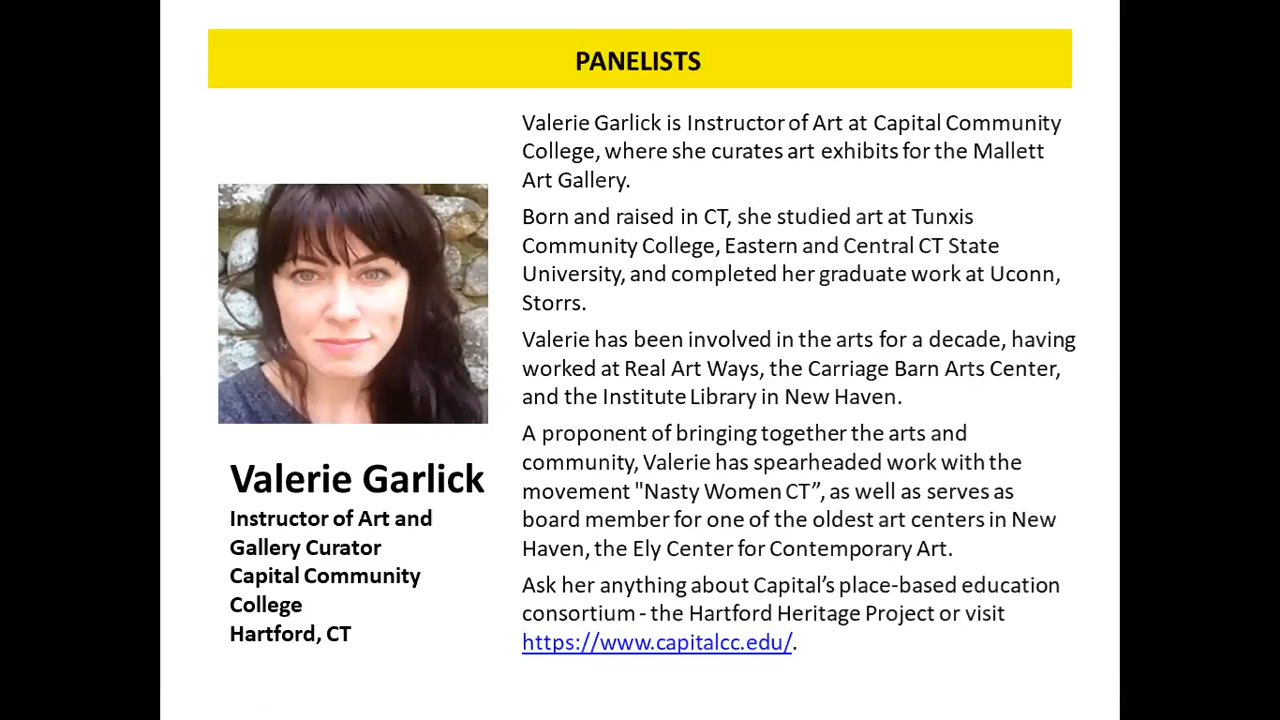 PANELISTS
Valerie Garlick
Instructor of Art and
Gallery Curator
Capital Community
College
Hartford, CT
Valerie Garlick is Instructor of Art at Capital Community
College, where she curates art exhibits for the Mallett
Art Gallery.
Born and raised in CT, she studied art at Tunxis
Community College, Eastern and Central CT State
University, and completed her graduate work at Uconn,
Storrs.
Valerie has been involved in the arts for a decade, having
worked at Real Art Ways, the Carriage Barn Arts Center,
and the Institute Library in New Haven.
A proponent of bringing together the arts and
community, Valerie has spearheaded work with the
movement "Nasty Women CT”, as well as serves as
board member for one of the oldest art centers in New
Haven, the Ely Center for Contemporary Art.
Ask her anything about Capital’s place-based education
consortium - the Hartford Heritage Project or visit
https://www.capitalcc.edu/.